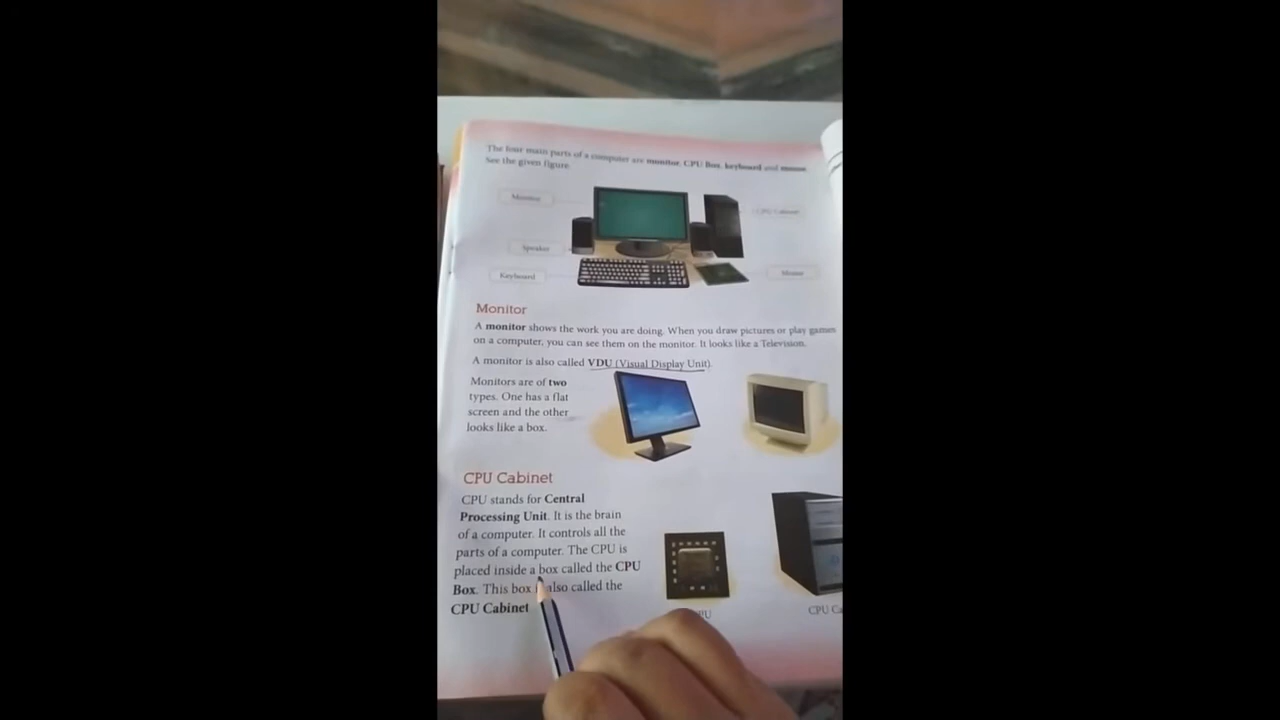 The four main parts of a computer are monitor, CPU Box, keyboard and mouse.
See the given figure.
Monitor
CPU Cabinet
Speaker
Keyboard
Mouse
Monitor
A monitor shows the work you are doing. When you draw pictures or play games
on a computer, you can see them on the monitor. It looks like a Television.
A monitor is also called VDU (Visual Display Unit).
Monitors are of two
types. One has a flat
screen and the other
looks like a box.
CPU Cabinet
CPU stands for Central
Processing Unit. It is the brain
of a computer. It controls all the
parts of a computer. The CPU is
placed inside a box called the CPU
Box. This box also called the
CPU Cabinet
CPU